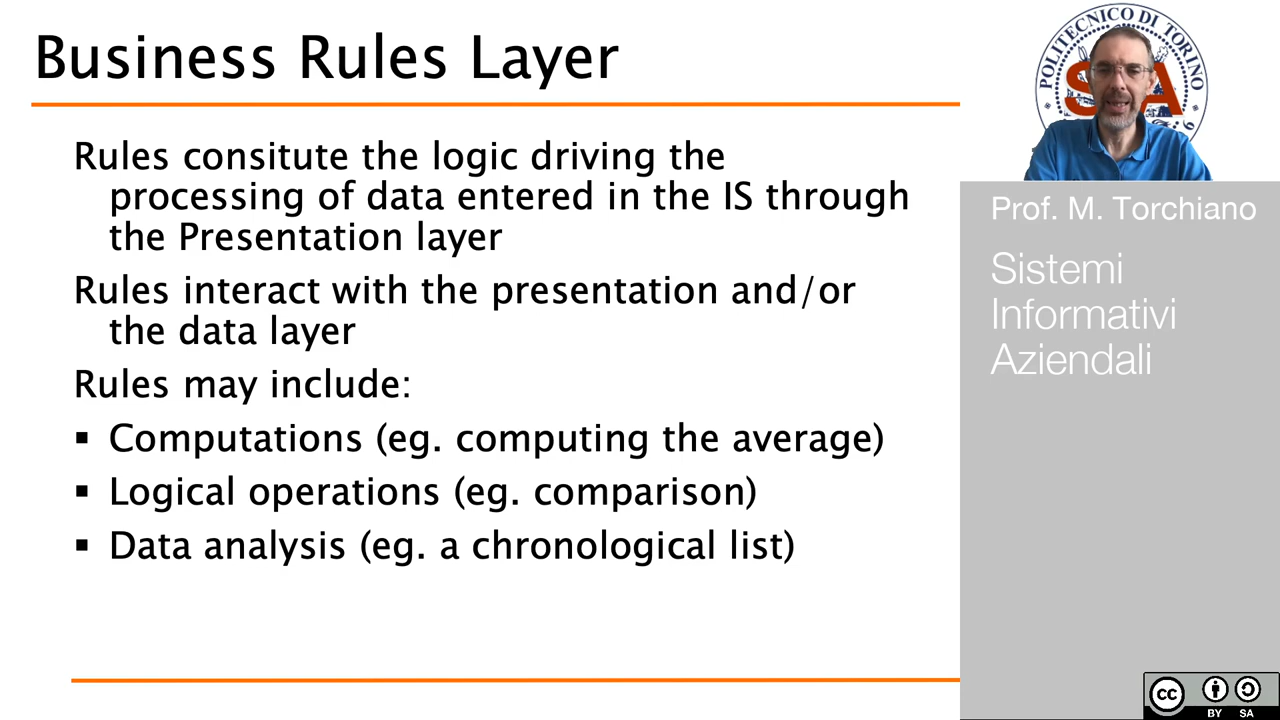 Business Rules Layer
Rules consitute the logic driving the
processing of data entered in the IS through
the Presentation layer
Rules interact with the presentation and/or
the data layer
Rules may include:
▪ Computations (eg. computing the average)
▪ Logical operations (eg. comparison)
▪ Data analysis (eg. a chronological list)
POLITECNICO DI TORINO
Prof. M. Torchiano
Sistemi
Informativi
Aziendali
cc
BY SA